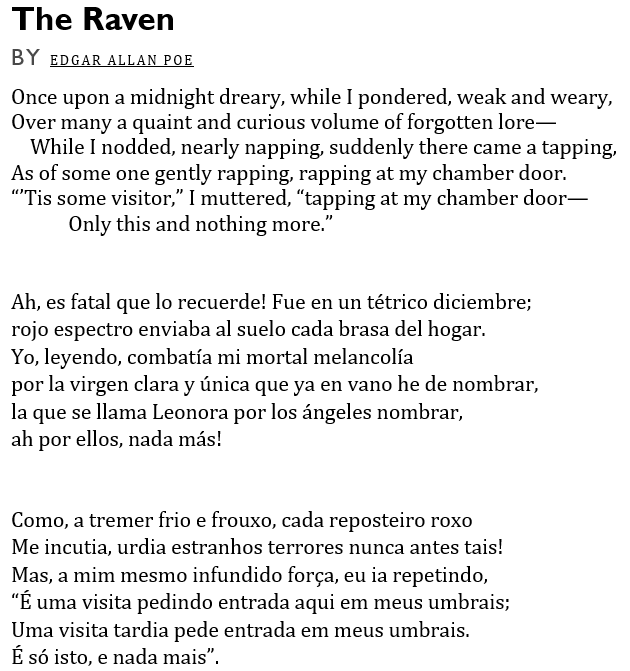 The Raven
BY EDGAR ALLAN POE
Once upon a midnight dreary, while I pondered, weak and weary,
Over many a quaint and curious volume of forgotten lore—
While I nodded, nearly napping, suddenly there came a tapping,
As of some one gently rapping, rapping at my chamber door.
“’Tis some visitor,” I muttered, “tapping at my chamber door—
Only this and nothing more.”
Ah, es fatal que lo recuerde! Fue en un tétrico diciembre;
rojo espectro enviaba al suelo cada brasa del hogar.
Yo, leyendo, combatía mi mortal melancolía
por la virgen clara y única que ya en vano he de nombrar,
la que se llama Leonora por los ángeles nombrar,
ah por ellos, nada más!
Como, a tremer frio e frouxo, cada reposteiro roxo
Me incutia, urdia estranhos terrores nunca antes tais!
Mas, a mim mesmo infundido força, eu ia repetindo,
“É uma visita pedindo entrada aqui em meus umbrais;
Uma visita tardia pede entrada em meus umbrais.
É só isto, e nada mais”.